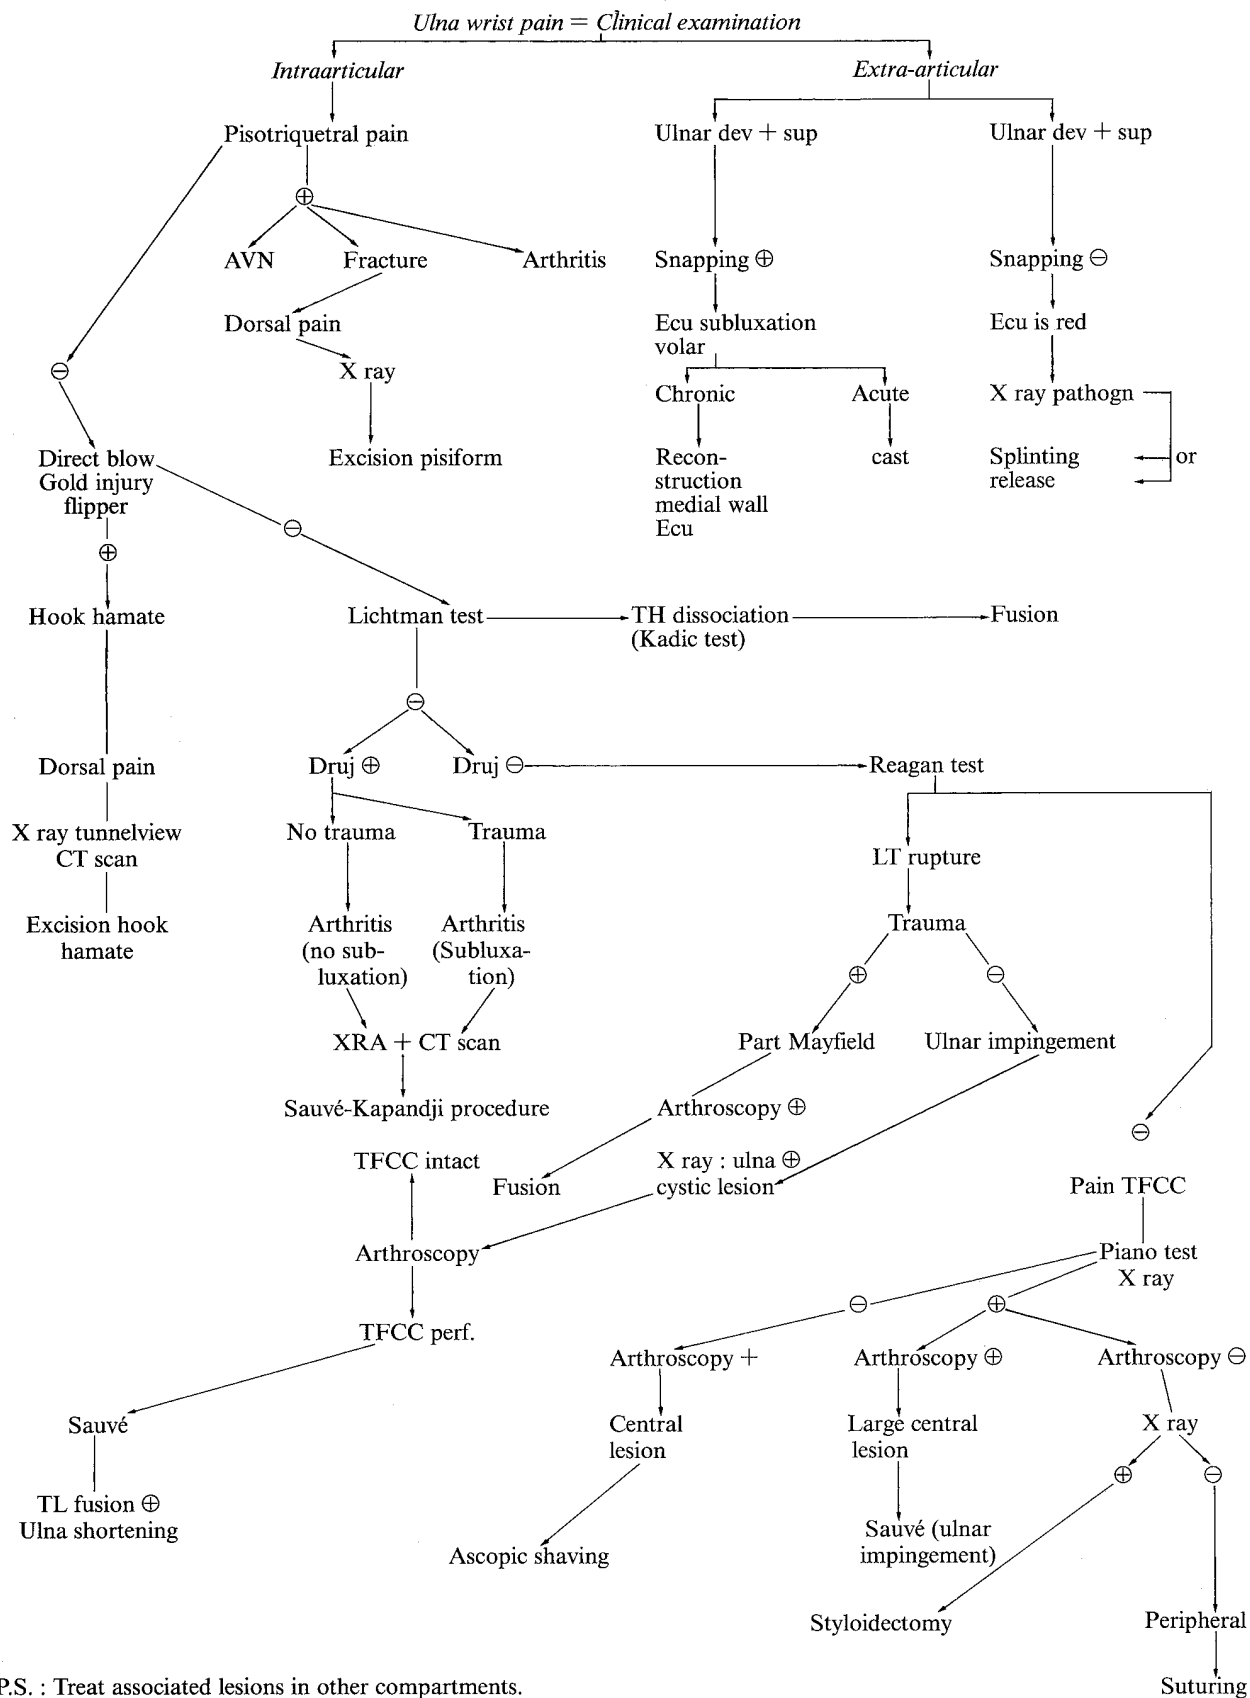 Ulna wrist pain = Clinical examination
Intraarticular
Extra-articular
Pisotriquetral pain
Ulnar dev + sup
Ulnar dev + sup
⊕
AVN
Fracture
Arthritis
Snapping ⊕
Snapping ⊖
Dorsal pain
Ecu subluxation
volar
Ecu is red
⊖
X ray
Chronic
Acute
X ray pathogn
Direct blow
Gold injury
flipper
Excision pisiform
Recon-
struction
medial wall
Ecu
cast
Splinting
release
or
⊖
⊕
Hook hamate
Lichtman test
TH dissociation
(Kadic test)
Fusion
⊖
Dorsal pain
Druj ⊕
Druj ⊖
Reagan test
X ray tunnelview
CT scan
No trauma
Trauma
LT rupture
Excision hook
hamate
Arthritis
(no sub-
luxation)
Arthritis
(Subluxa-
tion)
Trauma
⊕
⊖
XRA + CT scan
Part Mayfield
Ulnar impingement
Sauvé-Kapandji procedure
Arthroscopy ⊕
⊖
TFCC intact
Fusion
X ray : ulna ⊕
cystic lesion
Pain TFCC
Arthroscopy
Piano test
X ray
⊖
⊕
TFCC perf.
Arthroscopy +
Arthroscopy ⊕
Arthroscopy ⊖
Sauvé
Central
lesion
Large central
lesion
X ray
⊕
⊖
TL fusion ⊕
Ulna shortening
Ascopic shaving
Sauvé (ulnar
impingement)
Styloidectomy
Peripheral
Suturing
P.S. : Treat associated lesions in other compartments.